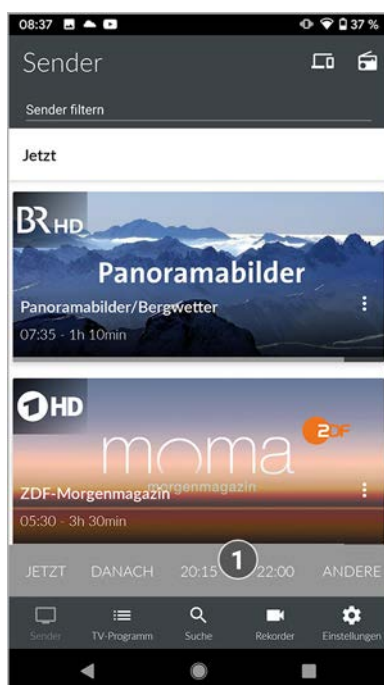 08:37 37 %
Sender
Sender filtern
Jetzt
BR HD
Panoramabilder
Panoramabilder/Bergwetter
07:35 - 1h 10min
1 HD
ZDF
moma
morgenmagazin
ZDF-Morgenmagazin
05:30 - 3h 30min
JETZT DANACH 20:15 1 22:00 ANDERE
Sender TV-Programm Suche Rekorder Einstellungen